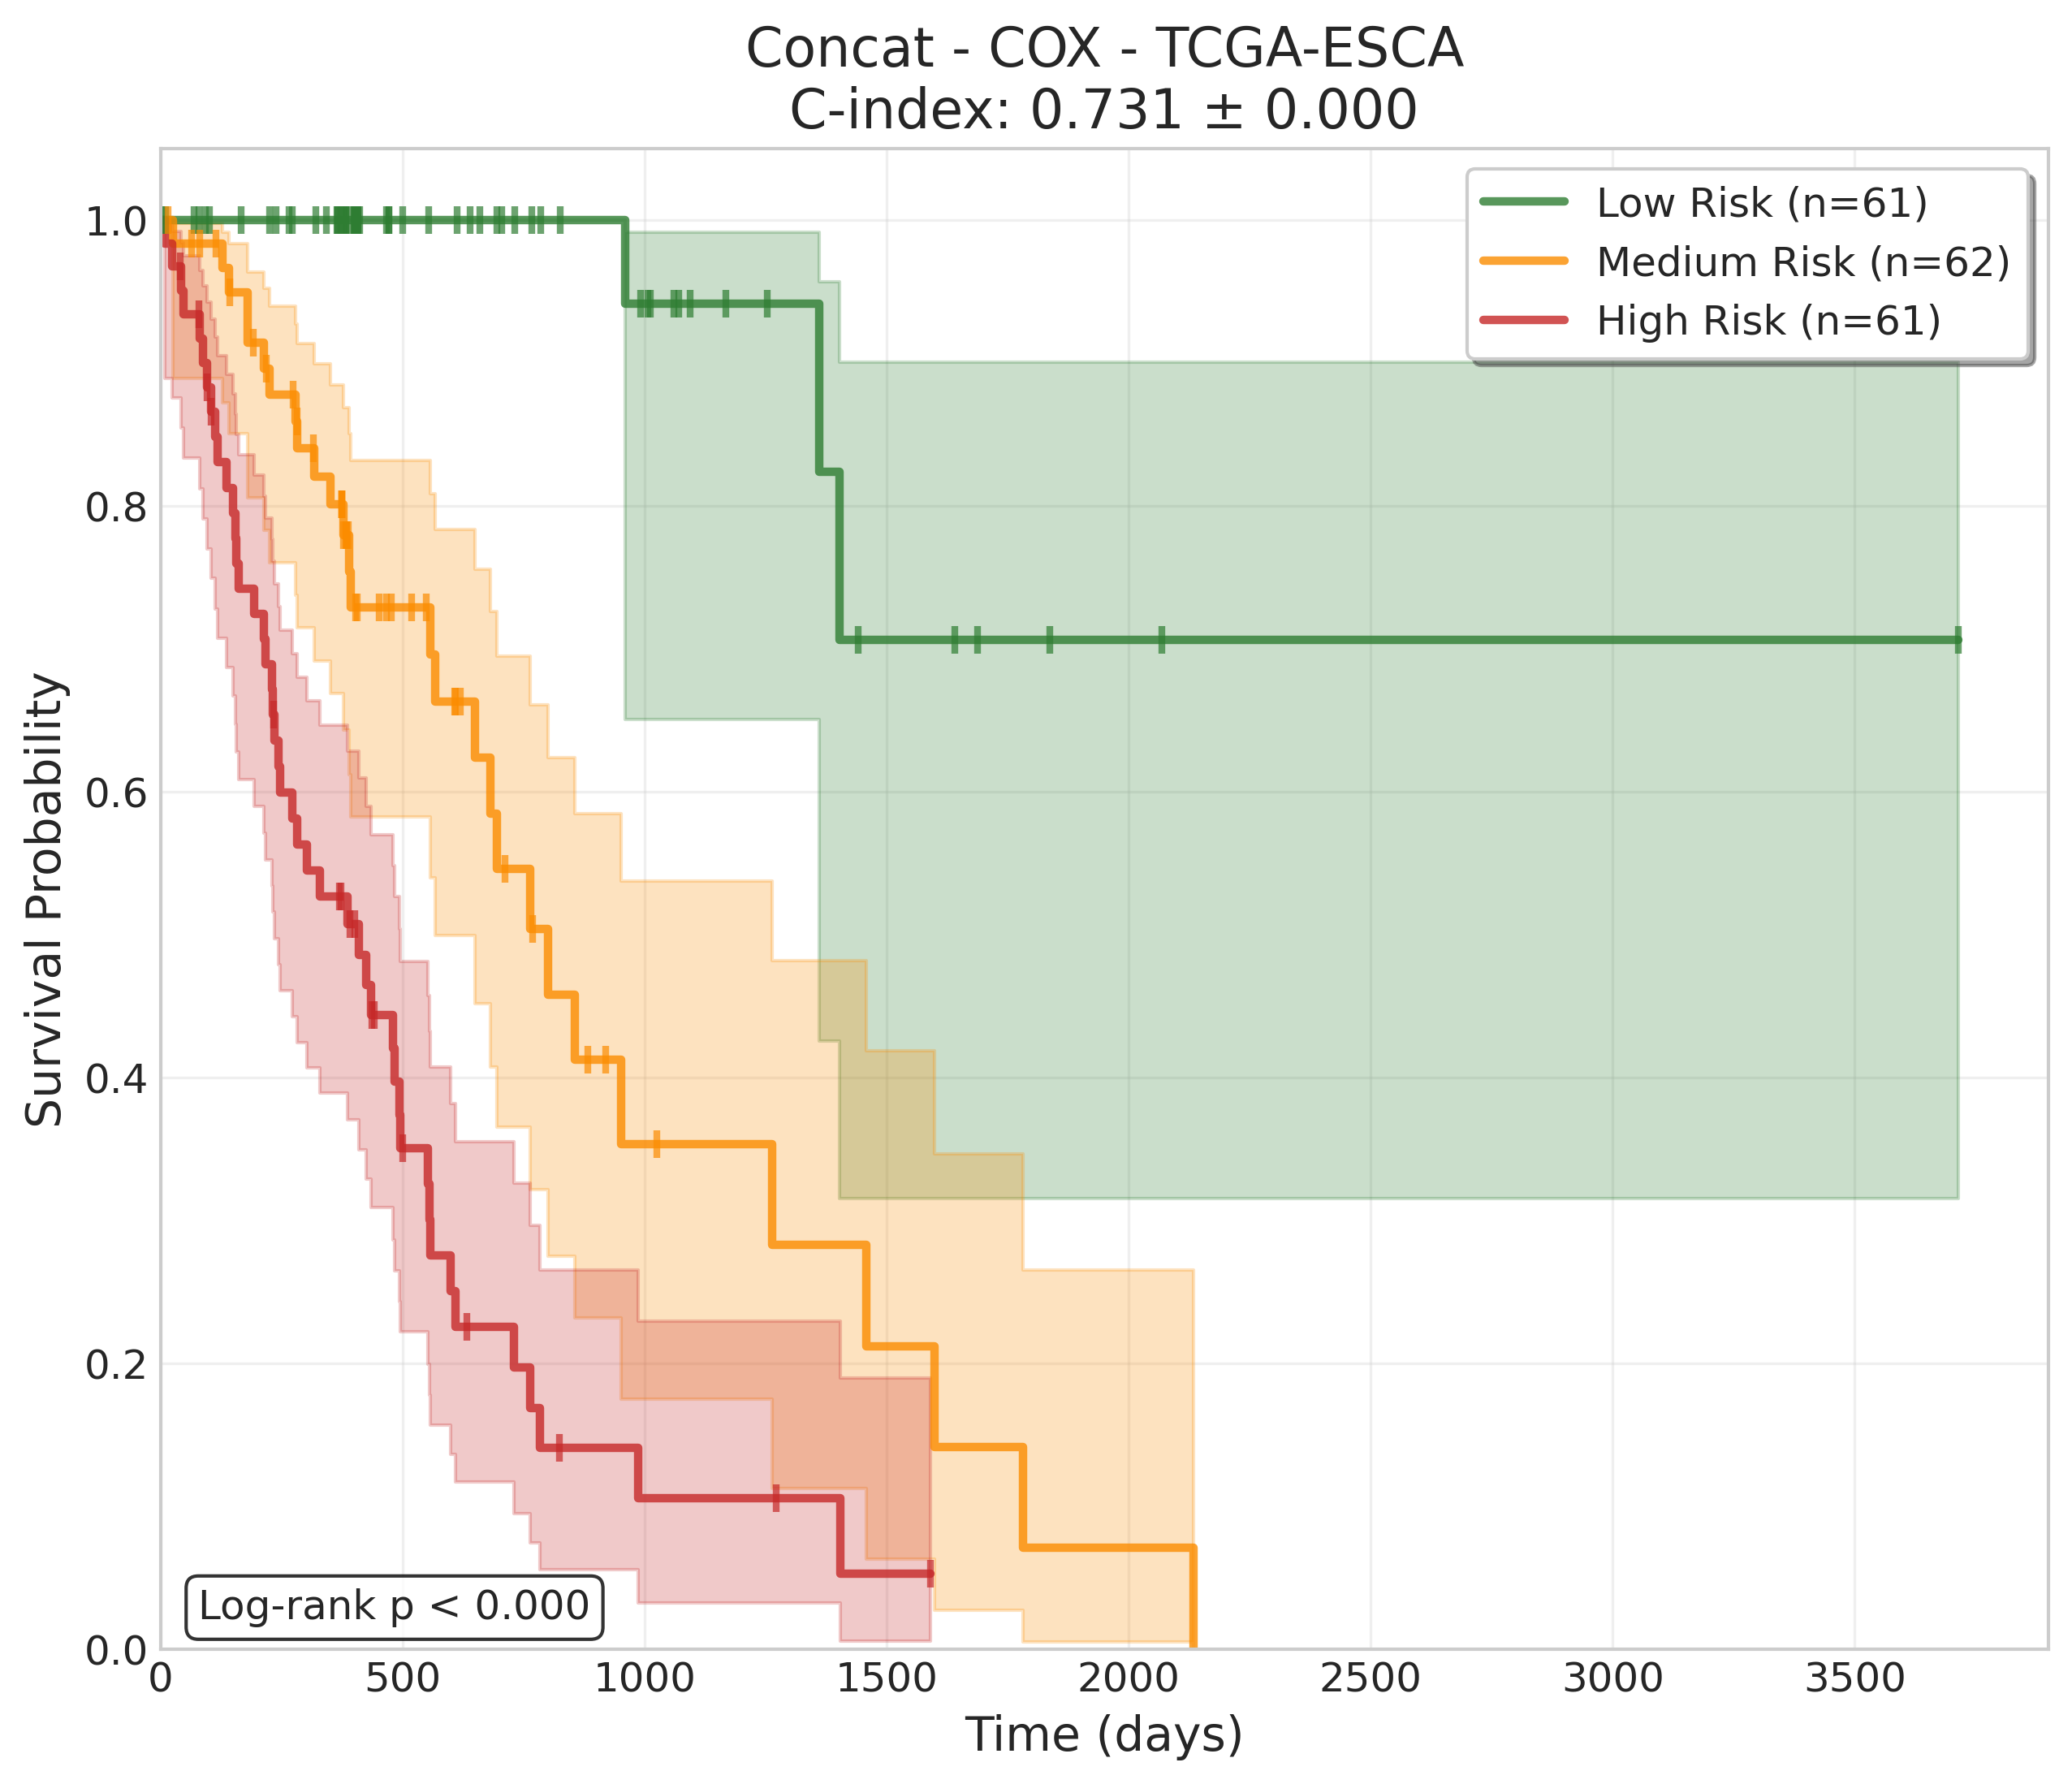 Concat - COX - TCGA-ESCA
C-index: 0.731 ± 0.000
Low Risk (n=61)
Medium Risk (n=62)
High Risk (n=61)
Survival Probability
1.0
0.8
0.6
0.4
0.2
0.0
Log-rank p < 0.000
0 500 1000 1500 2000 2500 3000 3500
Time (days)